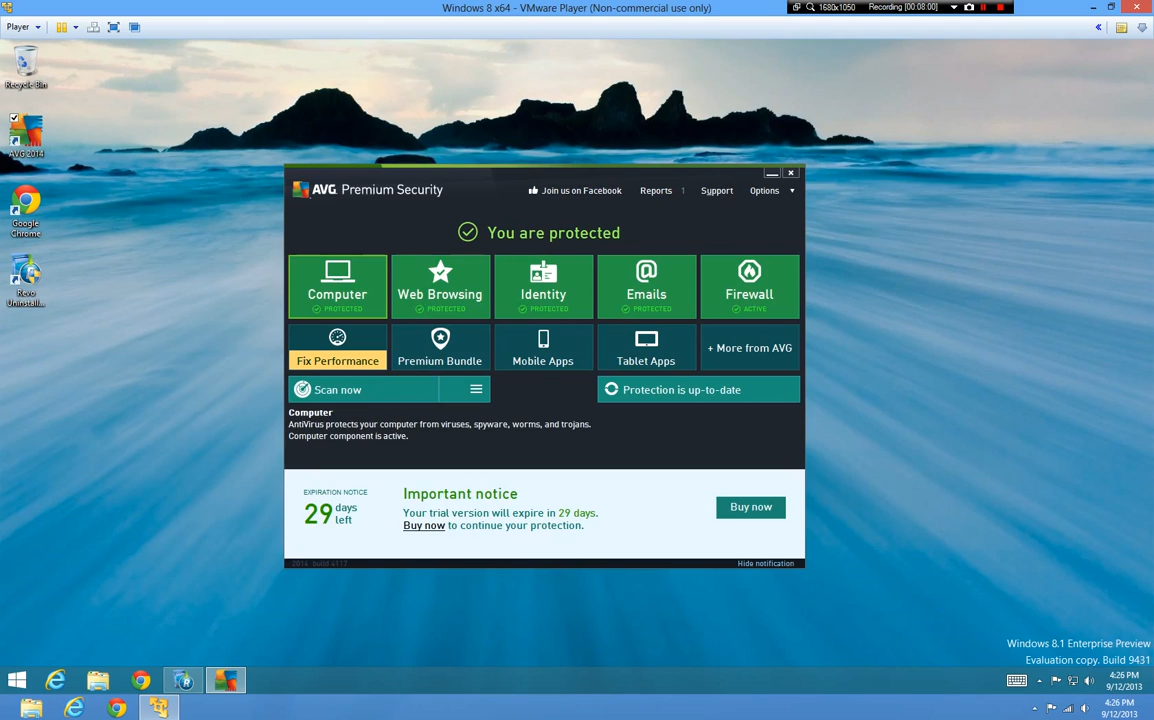 Windows 8 x64 - VMware Player (Non-commercial use only)
1680x1050 Recording [00:08:00]
Player
Recycle Bin
AVG 2014
Google
Chrome
Revo
Uninstall...
AVG. Premium Security
Join us on Facebook Reports 1 Support Options
You are protected
Computer
PROTECTED
Web Browsing
PROTECTED
Identity
PROTECTED
Emails
PROTECTED
Firewall
ACTIVE
Fix Performance
Premium Bundle
Mobile Apps
Tablet Apps
+ More from AVG
Scan now
Protection is up-to-date
Computer
AntiVirus protects your computer from viruses, spyware, worms, and trojans.
Computer component is active.
EXPIRATION NOTICE
29 days left
Important notice
Your trial version will expire in 29 days.
Buy now to continue your protection.
Buy now
2014. build 4117
Hide notification
Windows 8.1 Enterprise Preview
Evaluation copy. Build 9431
4:26 PM
9/12/2013
4:26 PM
9/12/2013